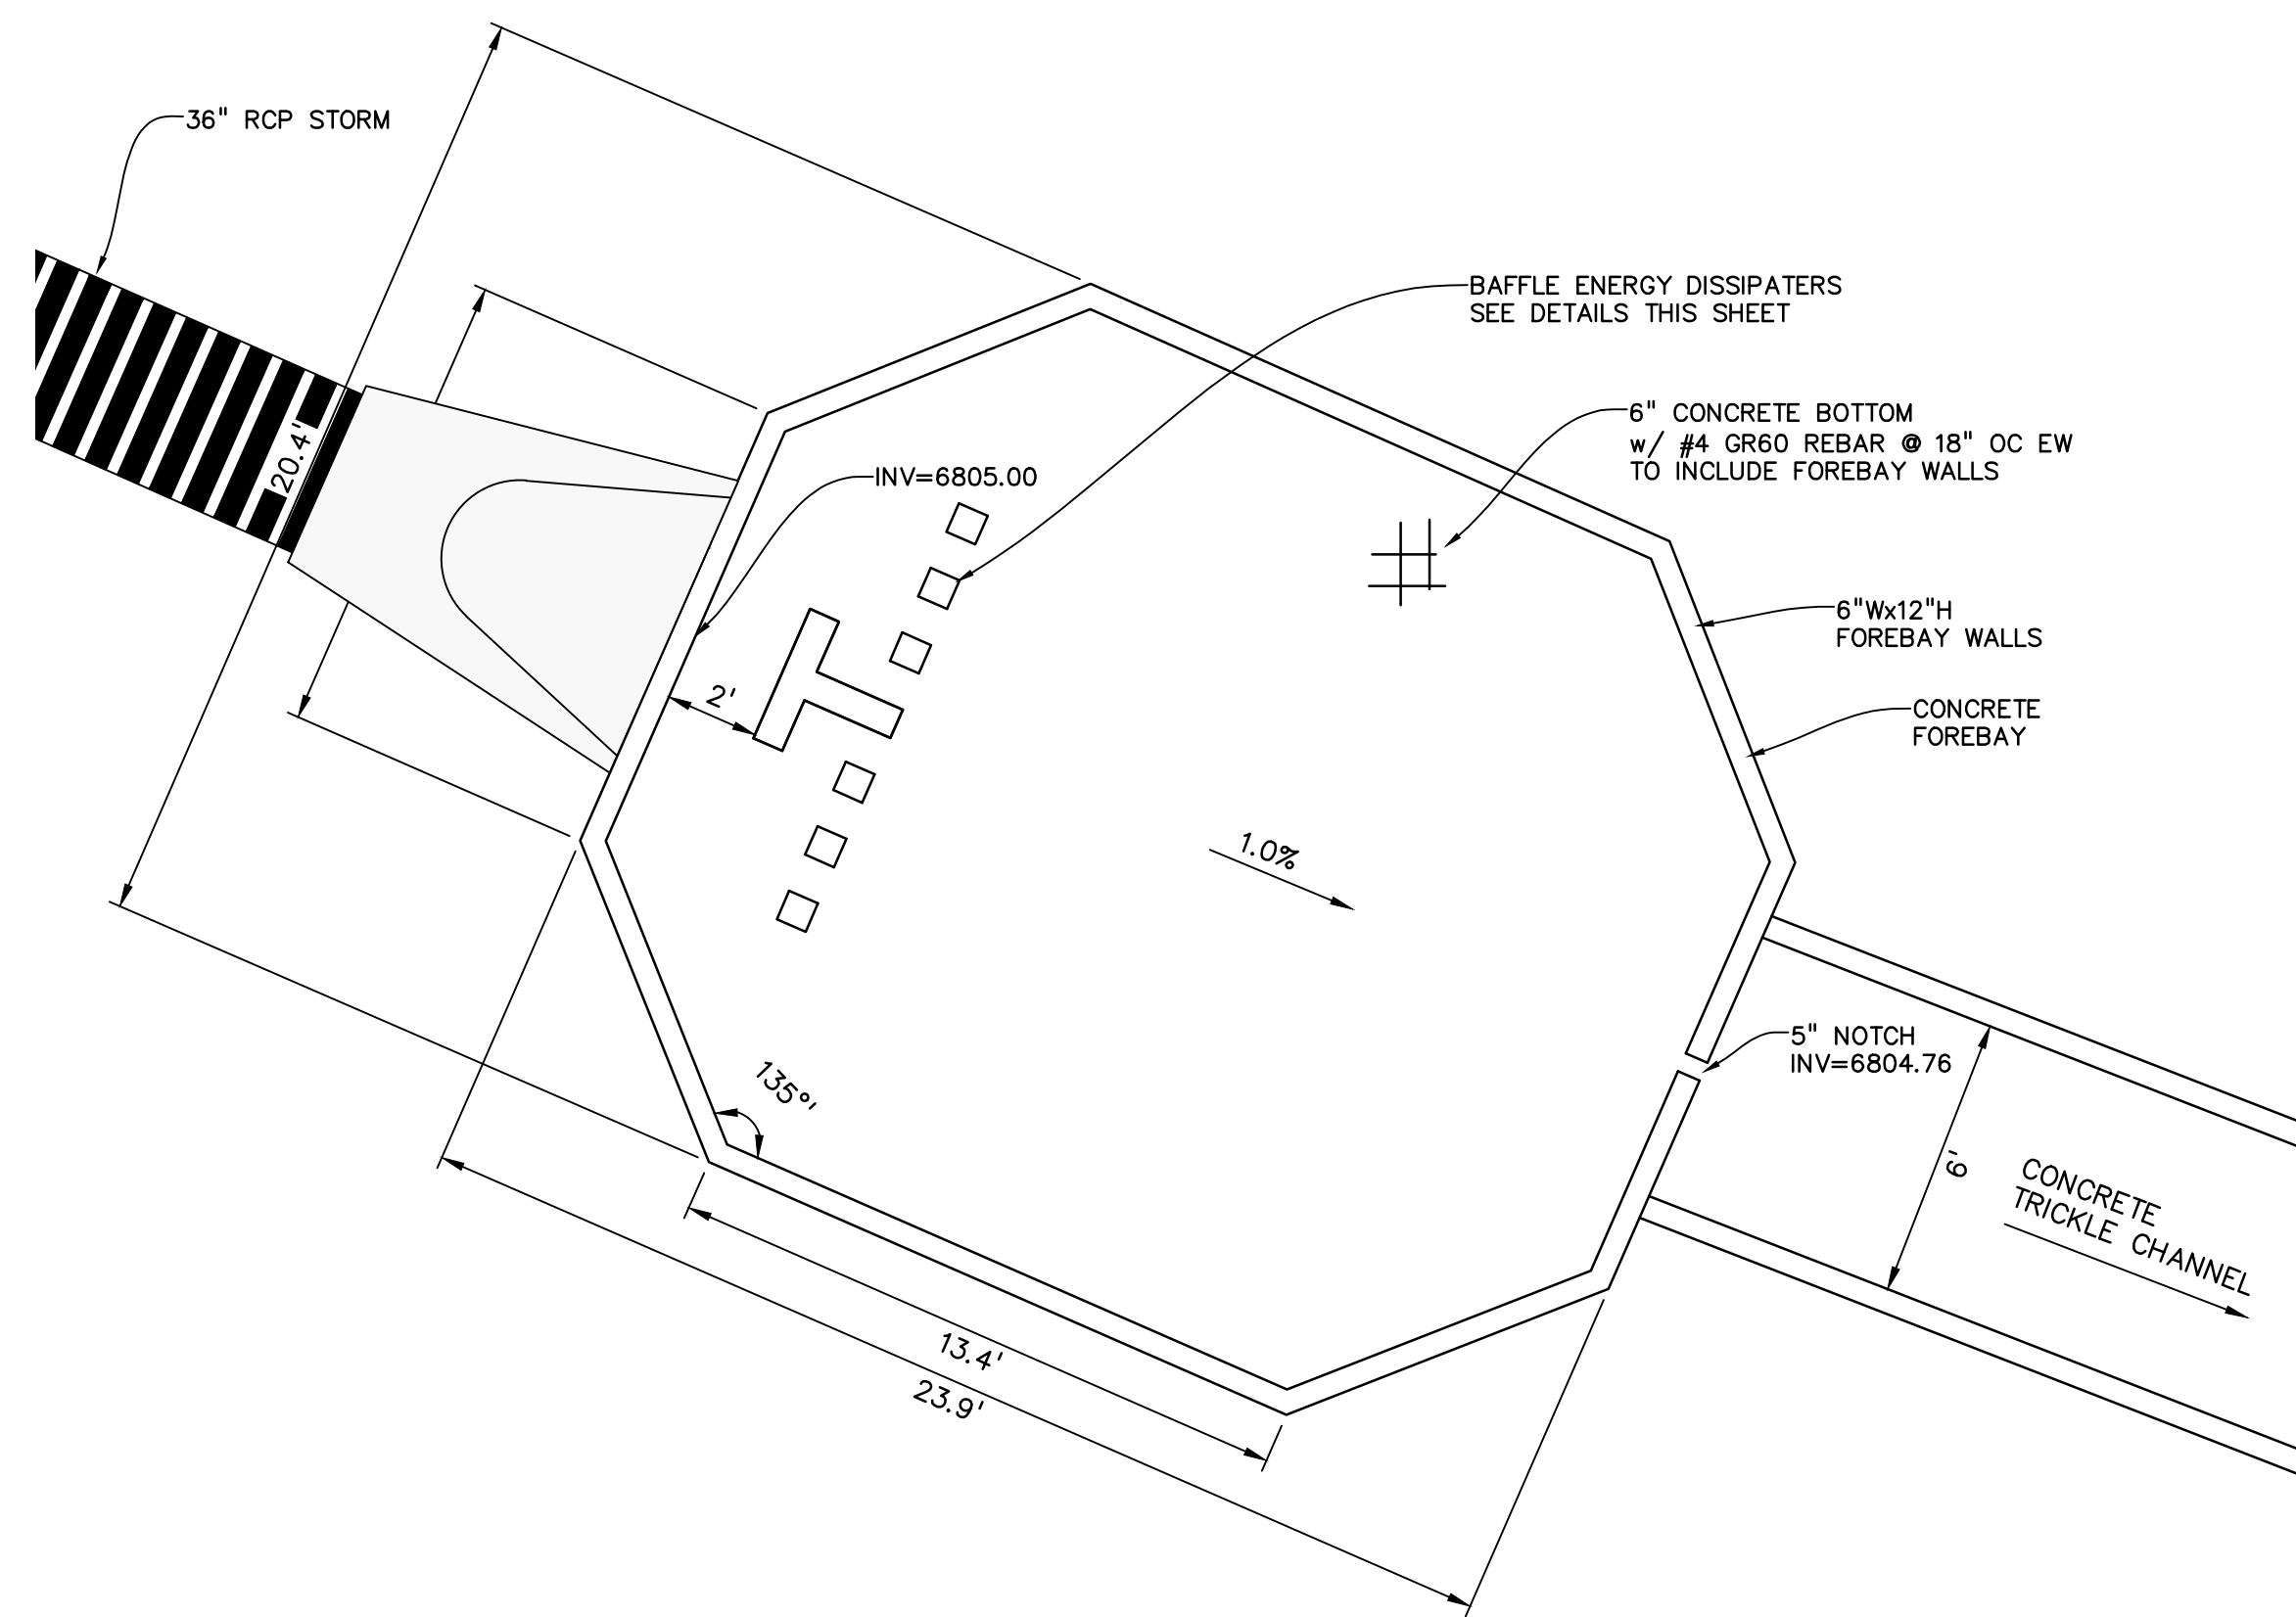 36" RCP STORM
BAFFLE ENERGY DISSIPATERS
SEE DETAILS THIS SHEET
6" CONCRETE BOTTOM
w/ #4 GR60 REBAR @ 18" OC EW
TO INCLUDE FOREBAY WALLS
20.4'
INV=6805.00
6"Wx12"H
FOREBAY WALLS
2'
CONCRETE
FOREBAY
1.0%
5" NOTCH
INV=6804.76
135°'
6'
CONCRETE
TRICKLE CHANNEL
13.4'
23.9'